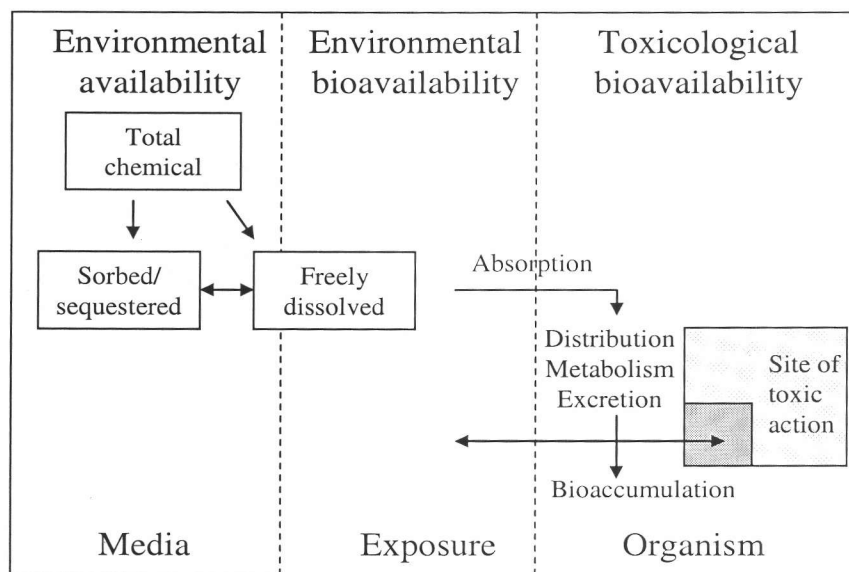 Environmental
availability
Environmental
bioavailability
Toxicological
bioavailability
Total
chemical
Sorbed/
sequestered
Freely
dissolved
Absorption
Distribution
Metabolism
Excretion
Site of
toxic
action
Bioaccumulation
Media
Exposure
Organism